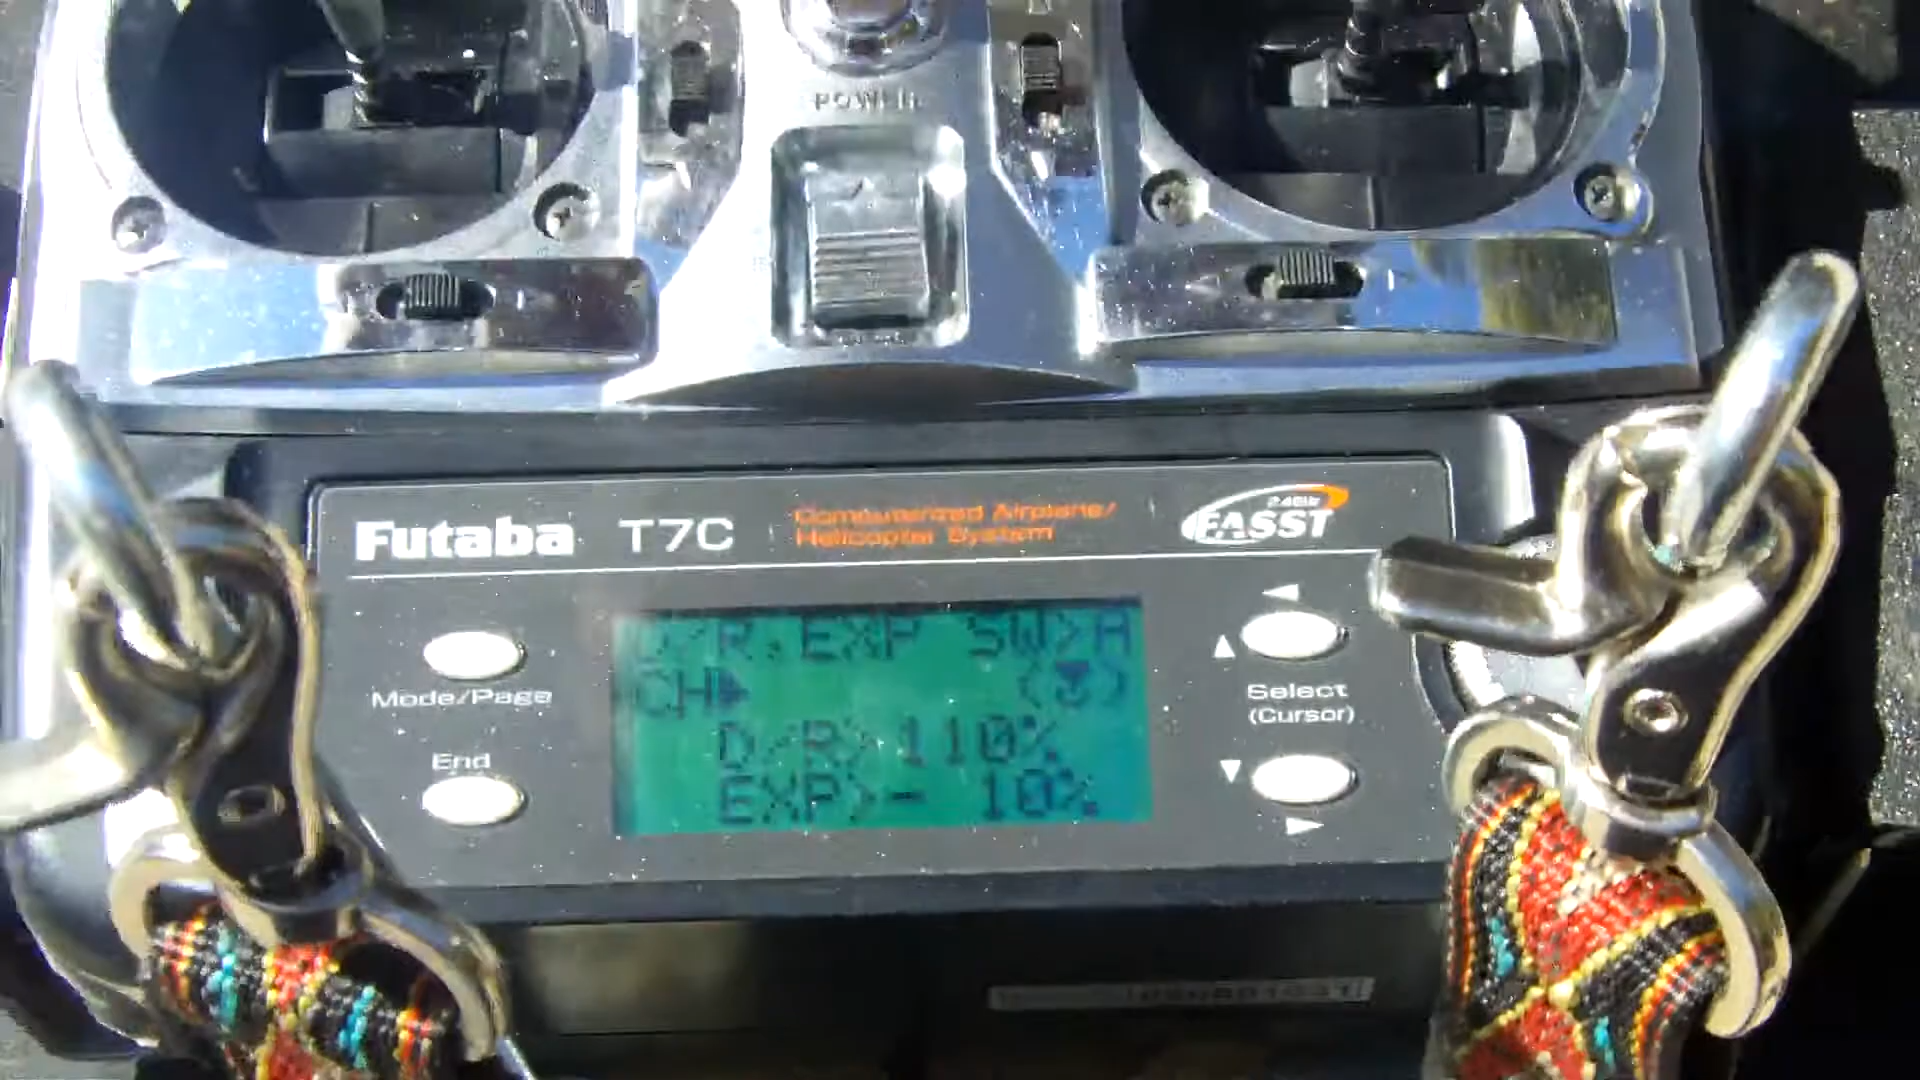 POWER
Futaba T7C Computerized Airplane/
Helicopter System
2.4GHz
FASST
D/R,EXP SW>A
CH▶
D/R>110%
EXP>- 10%
Mode/Page
End
Select
(Cursor)